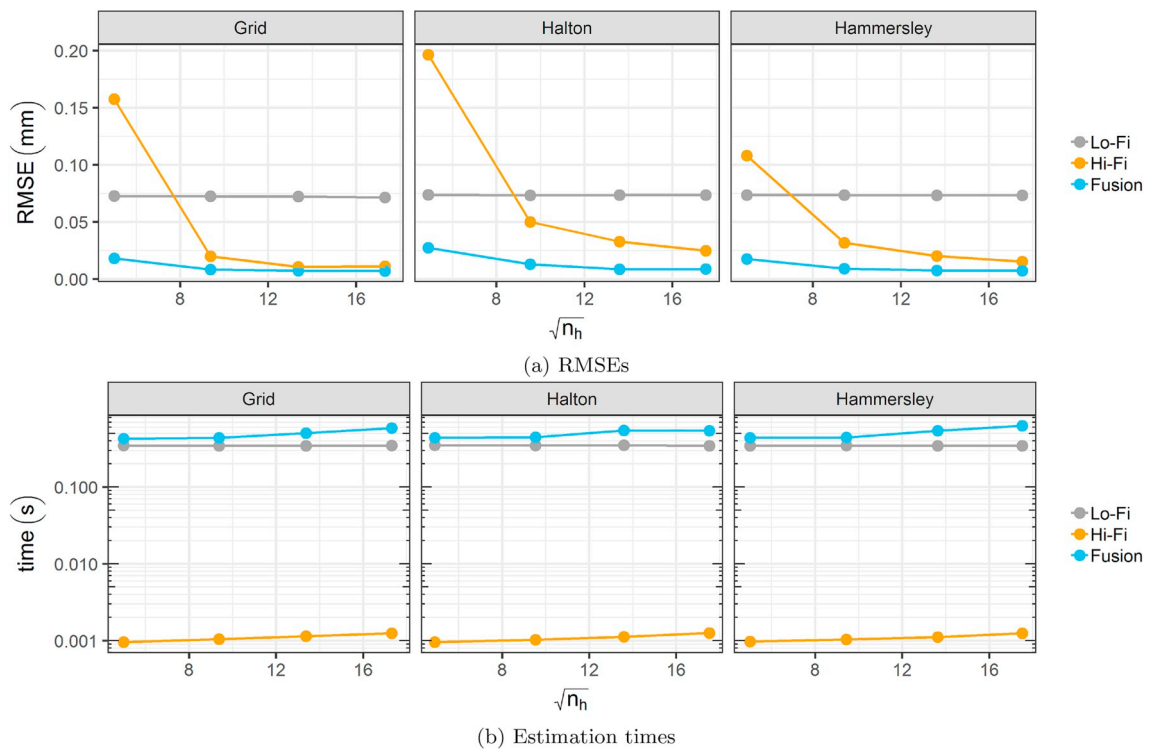 Grid Halton Hammersley
0.20
0.15
0.10
0.05
0.00
RMSE (mm)
Lo-Fi
Hi-Fi
Fusion
8 12 16 8 12 16 8 12 16
√n_h
(a) RMSEs
Grid Halton Hammersley
0.100
0.010
0.001
time (s)
Lo-Fi
Hi-Fi
Fusion
8 12 16 8 12 16 8 12 16
√n_h
(b) Estimation times